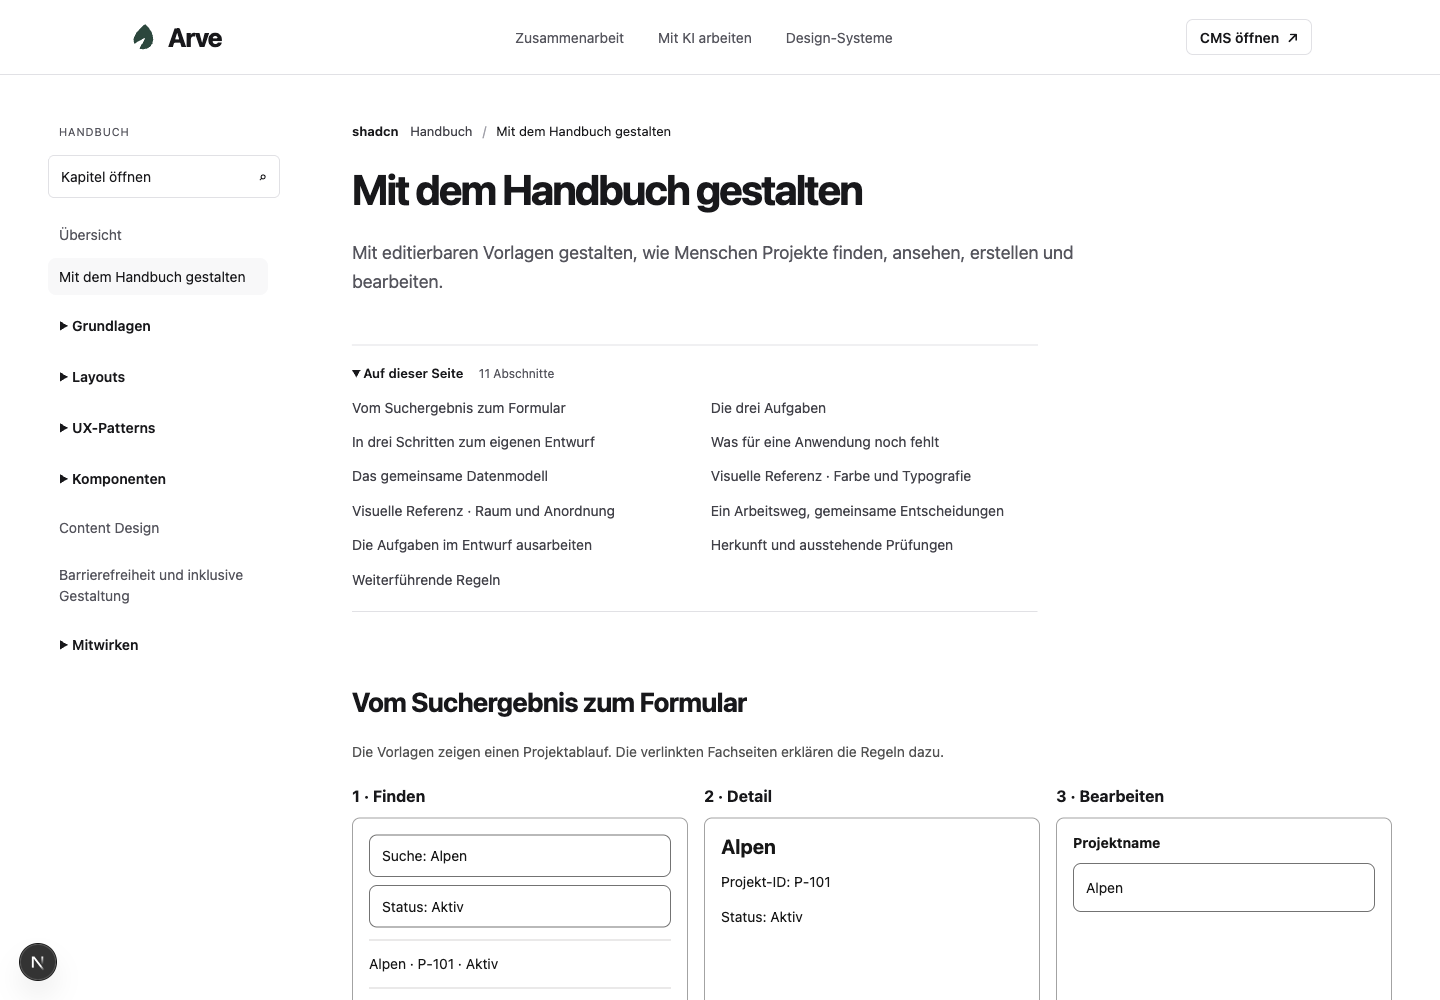 Arve
Zusammenarbeit
Mit KI arbeiten
Design-Systeme
CMS öffnen
HANDBUCH
Kapitel öffnen
Übersicht
Mit dem Handbuch gestalten
Grundlagen
Layouts
UX-Patterns
Komponenten
Content Design
Barrierefreiheit und inklusive
Gestaltung
Mitwirken
shadcn Handbuch / Mit dem Handbuch gestalten
Mit dem Handbuch gestalten
Mit editierbaren Vorlagen gestalten, wie Menschen Projekte finden, ansehen, erstellen und
bearbeiten.
Auf dieser Seite 11 Abschnitte
Vom Suchergebnis zum Formular
Die drei Aufgaben
In drei Schritten zum eigenen Entwurf
Was für eine Anwendung noch fehlt
Das gemeinsame Datenmodell
Visuelle Referenz · Farbe und Typografie
Visuelle Referenz · Raum und Anordnung
Ein Arbeitsweg, gemeinsame Entscheidungen
Die Aufgaben im Entwurf ausarbeiten
Herkunft und ausstehende Prüfungen
Weiterführende Regeln
Vom Suchergebnis zum Formular
Die Vorlagen zeigen einen Projektablauf. Die verlinkten Fachseiten erklären die Regeln dazu.
1 · Finden
Suche: Alpen
Status: Aktiv
Alpen · P-101 · Aktiv
2 · Detail
Alpen
Projekt-ID: P-101
Status: Aktiv
3 · Bearbeiten
Projektname
Alpen
N